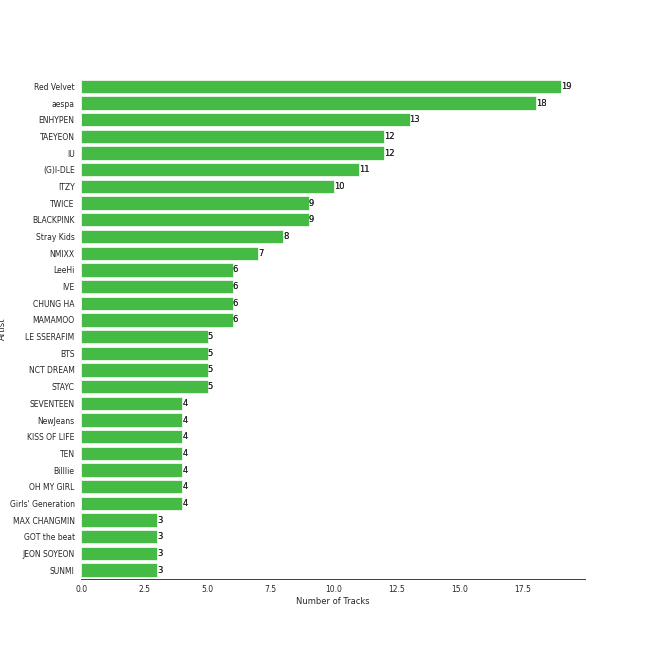 Red Velvet 19
aespa 18
ENHYPEN 13
TAEYEON 12
IU 12
(G)I-DLE 11
ITZY 10
TWICE 9
BLACKPINK 9
Stray Kids 8
NMIXX 7
LeeHi 6
IVE 6
CHUNG HA 6
MAMAMOO 6
LE SSERAFIM 5
BTS 5
NCT DREAM 5
STAYC 5
SEVENTEEN 4
NewJeans 4
KISS OF LIFE 4
TEN 4
Billlie 4
OH MY GIRL 4
Girls' Generation 4
MAX CHANGMIN 3
GOT the beat 3
JEON SOYEON 3
SUNMI 3
Artist
0.0 2.5 5.0 7.5 10.0 12.5 15.0 17.5
Number of Tracks